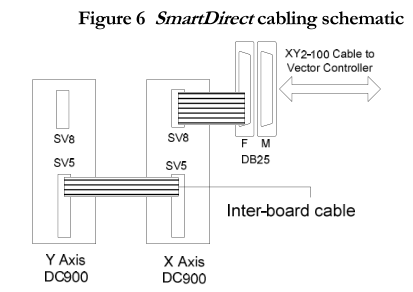 Figure 6 SmartDirect cabling schematic
XY2-100 Cable to
Vector Controller
SV8
SV8
F M
DB25
SV5
SV5
Inter-board cable
Y Axis
DC900
X Axis
DC900